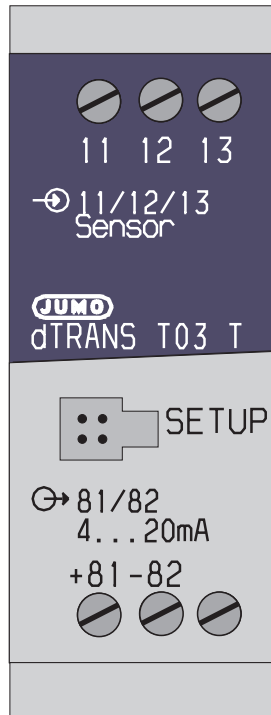 11 12 13
11/12/13
Sensor
JUMO
dTRANS T03 T
SETUP
81/82
4...20mA
+81-82